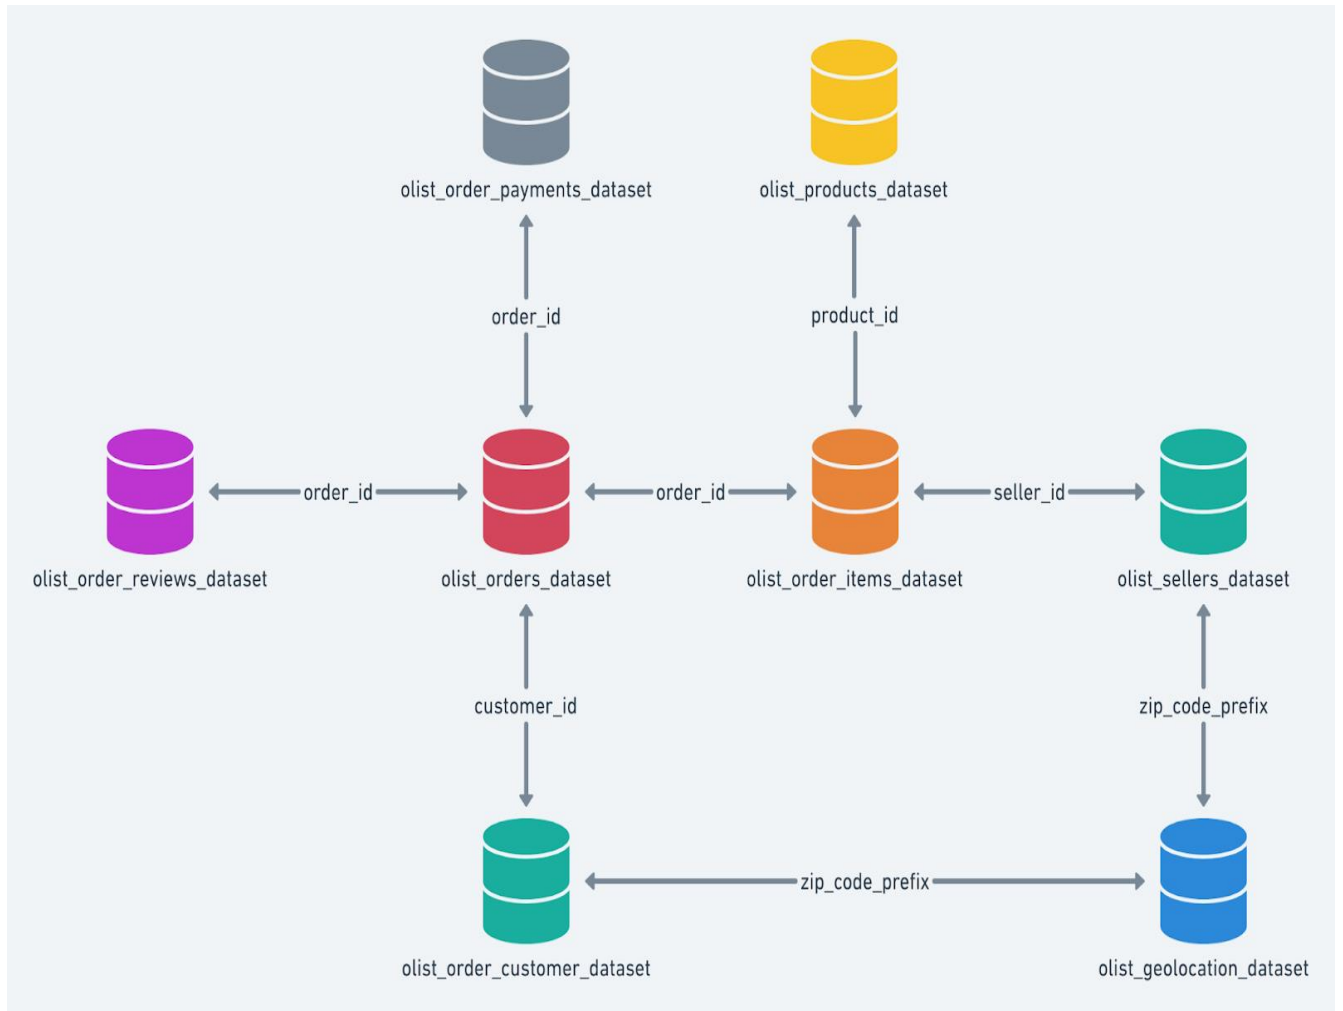 olist_order_payments_dataset
olist_products_dataset
order_id
product_id
order_id
order_id
seller_id
olist_order_reviews_dataset
olist_orders_dataset
olist_order_items_dataset
olist_sellers_dataset
customer_id
zip_code_prefix
zip_code_prefix
olist_order_customer_dataset
olist_geolocation_dataset